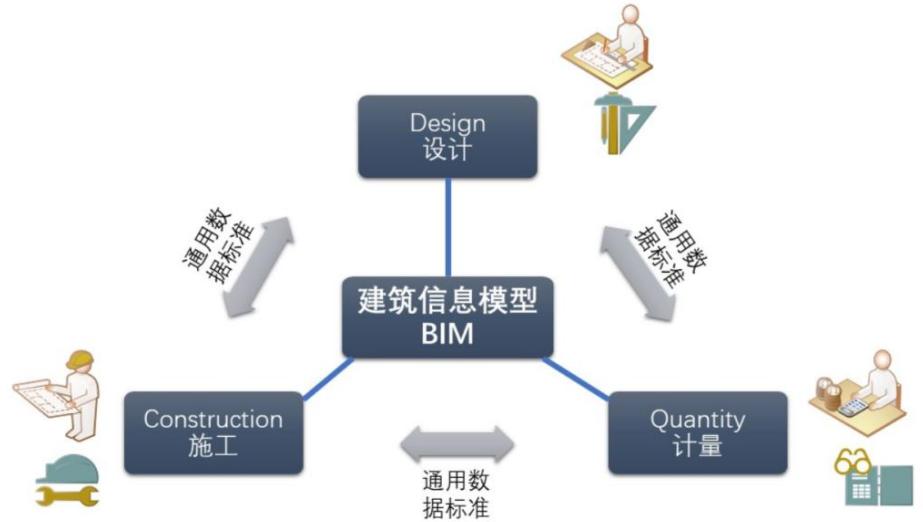 Design
设计
通用数
据标准
通用数
据标准
建筑信息模型
BIM
Construction
施工
Quantity
计量
通用数
据标准